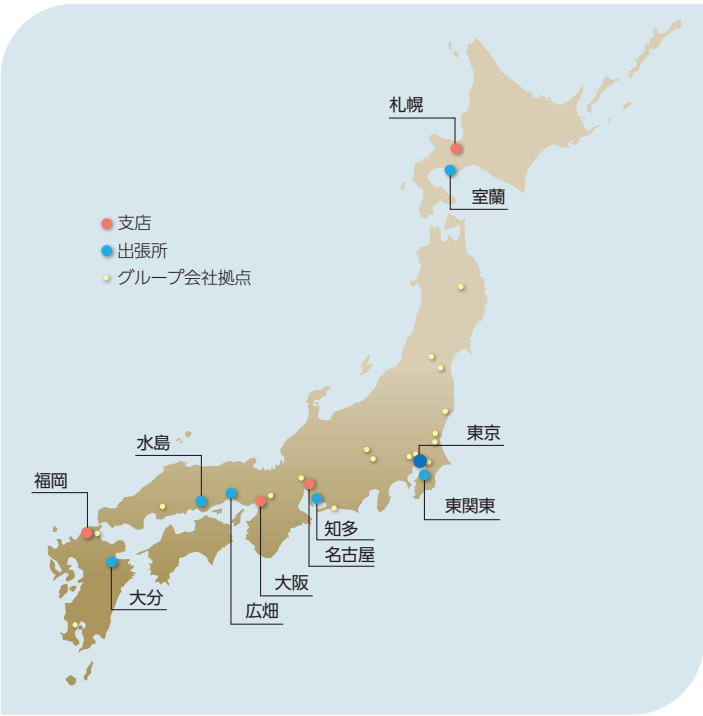 札幌
室蘭
支店
出張所
グループ会社拠点
東京
水島
福岡
東関東
知多
名古屋
大阪
大分
広畑